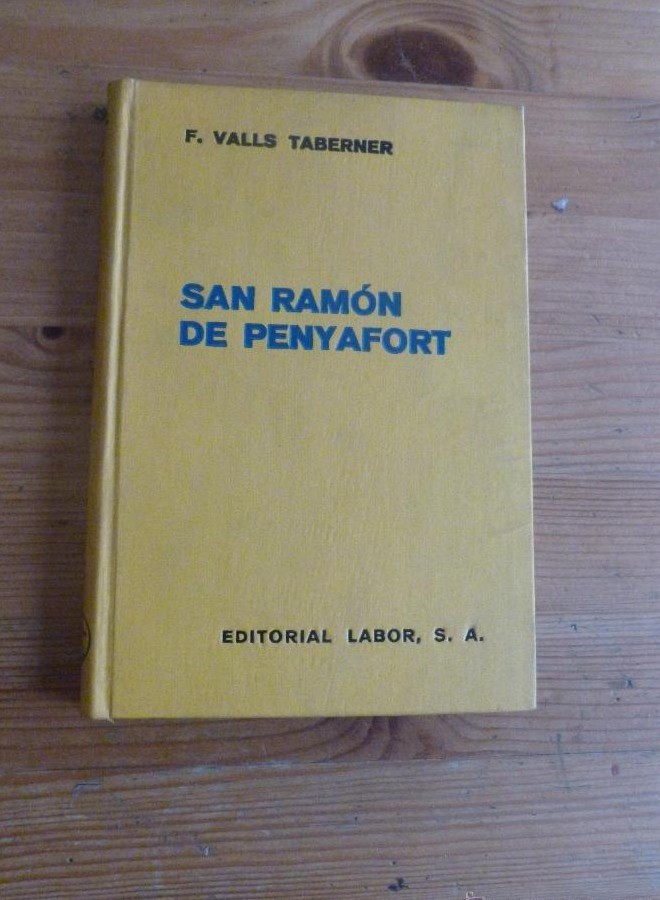 F. VALLS TABERNER
SAN RAMÓN
DE PENYAFORT
EDITORIAL LABOR, S. A.